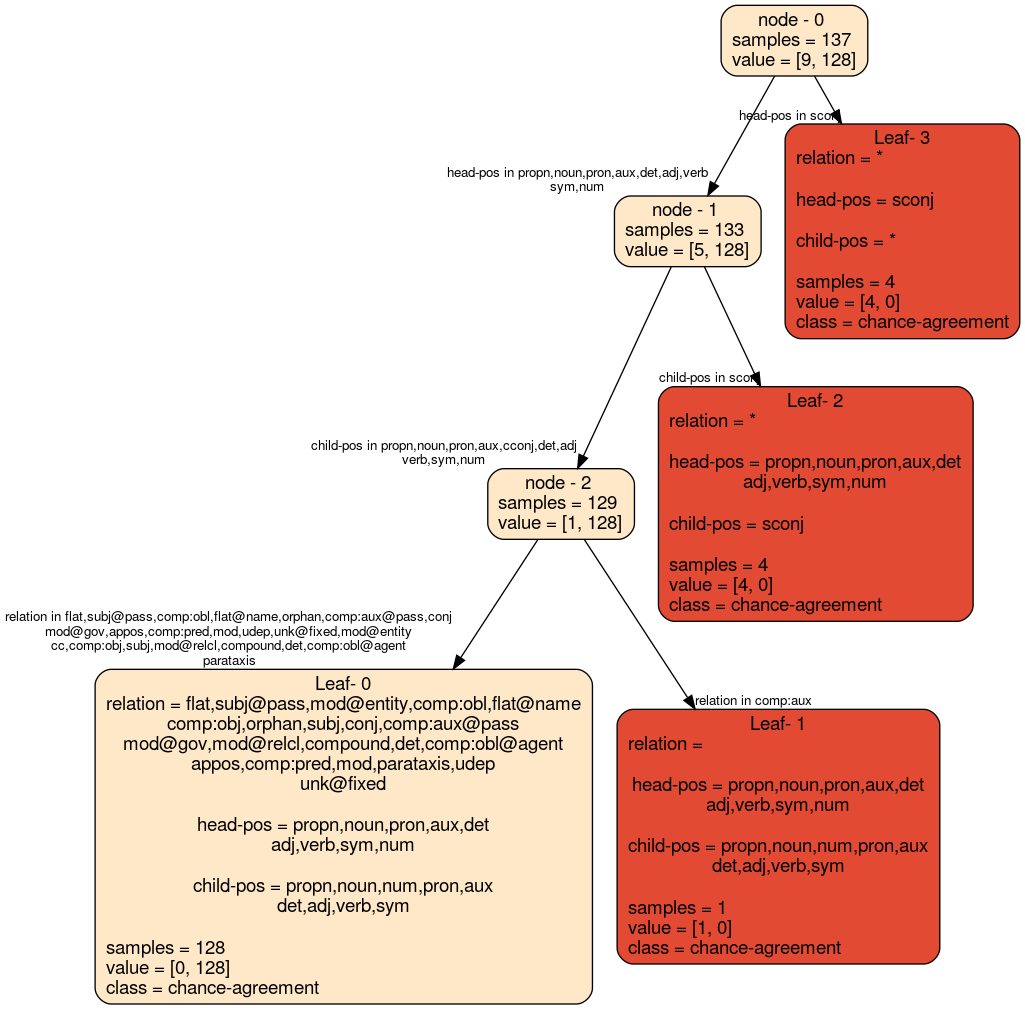 node - 0
samples = 137
value = [9, 128]
head-pos in scon
Leaf- 3
relation = *
head-pos = sconj
child-pos = *
samples = 4
value = [4, 0]
class = chance-agreement
head-pos in propn,noun,pron,aux,det,adj,verb
sym,num
node - 1
samples = 133
value = [5, 128]
child-pos in scon
Leaf- 2
relation = *
head-pos = propn,noun,pron,aux,det
adj,verb,sym,num
child-pos = sconj
samples = 4
value = [4, 0]
class = chance-agreement
child-pos in propn,noun,pron,aux,cconj,det,adj
verb,sym,num
node - 2
samples = 129
value = [1, 128]
relation in flat,subj@pass,comp:obl,flat@name,orphan,comp:aux@pass,conj
mod@gov,appos,comp:pred,mod,udep,unk@fixed,mod@entity
cc,comp:obj,subj,mod@relcl,compound,det,comp:obl@agent
parataxis
Leaf- 0
relation = flat,subj@pass,mod@entity,comp:obl,flat@name
comp:obj,orphan,subj,conj,comp:aux@pass
mod@gov,mod@relcl,compound,det,comp:obl@agent
appos,comp:pred,mod,parataxis,udep
unk@fixed
head-pos = propn,noun,pron,aux,det
adj,verb,sym,num
child-pos = propn,noun,num,pron,aux
det,adj,verb,sym
samples = 128
value = [0, 128]
class = chance-agreement
relation in comp:aux
Leaf- 1
relation =
head-pos = propn,noun,pron,aux,det
adj,verb,sym,num
child-pos = propn,noun,num,pron,aux
det,adj,verb,sym
samples = 1
value = [1, 0]
class = chance-agreement